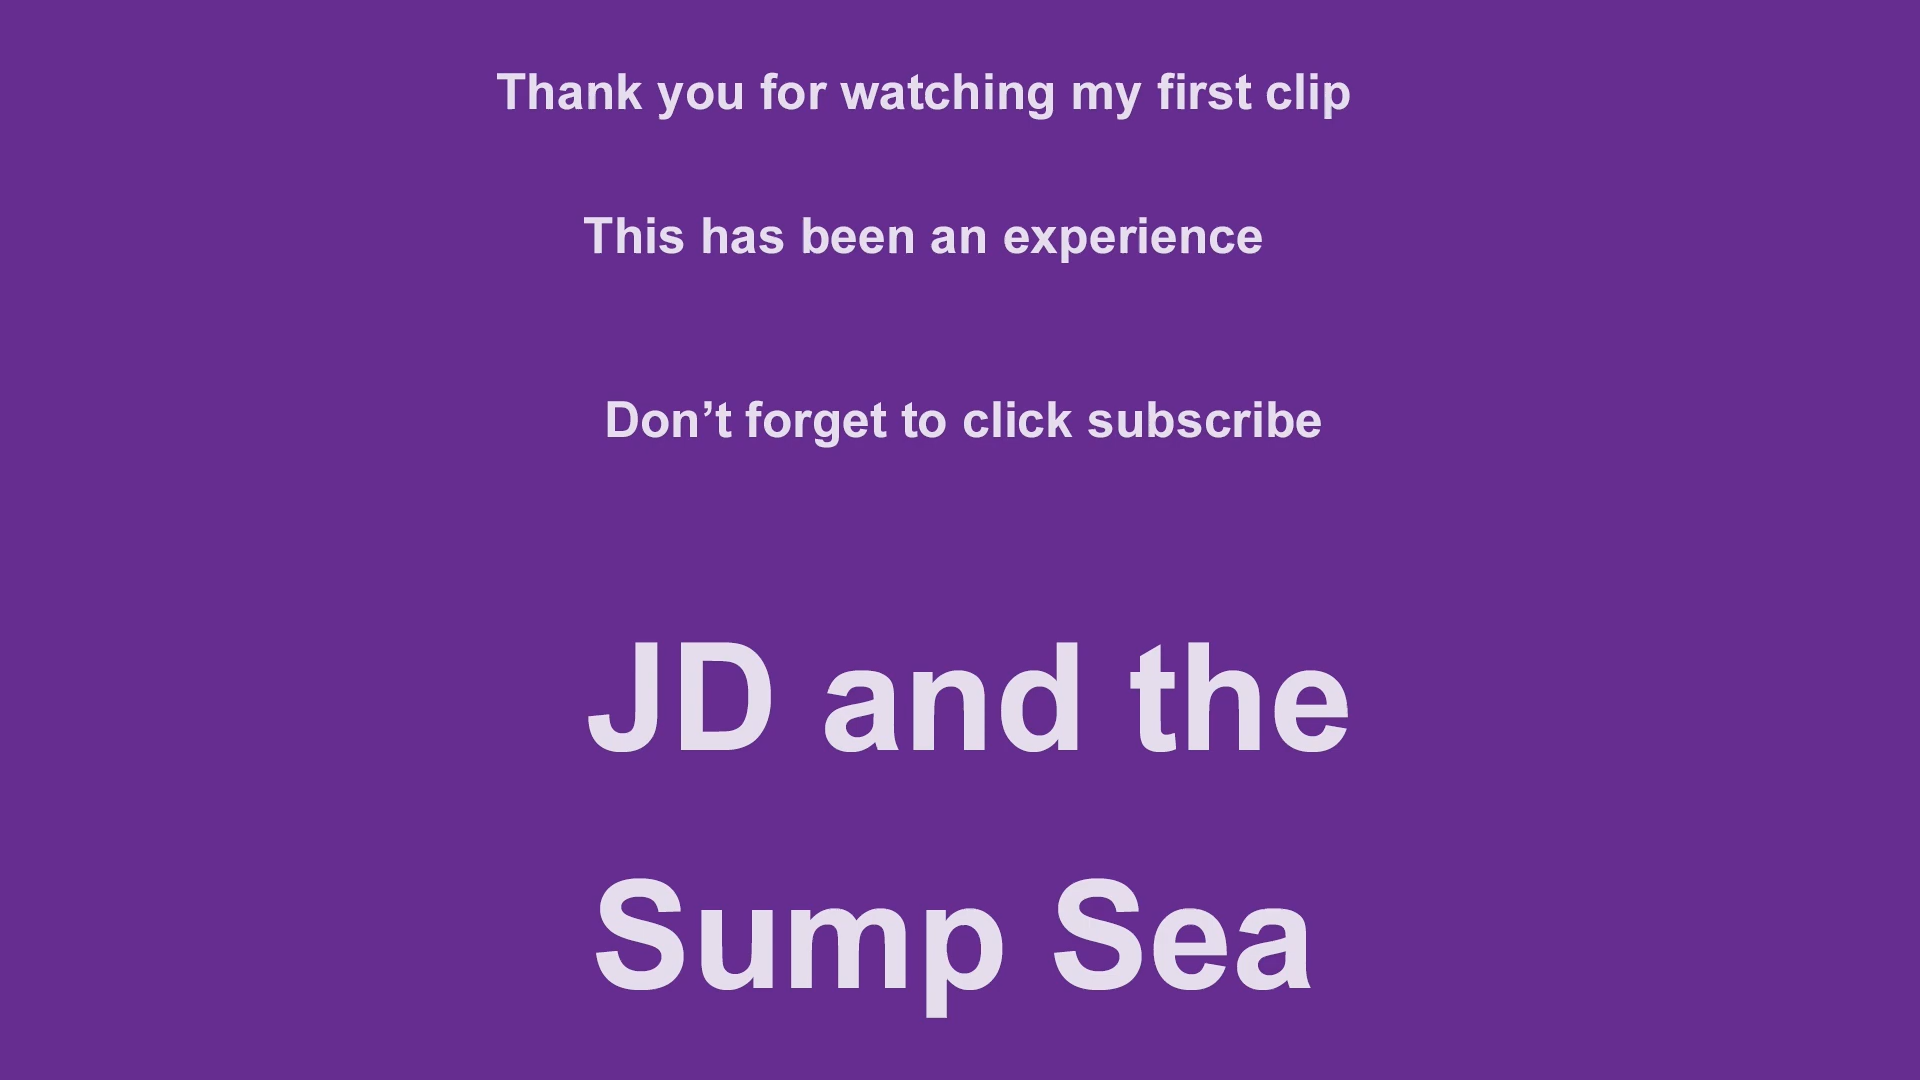 Thank you for watching my first clip
This has been an experience
Don’t forget to click subscribe
JD and the
Sump Sea